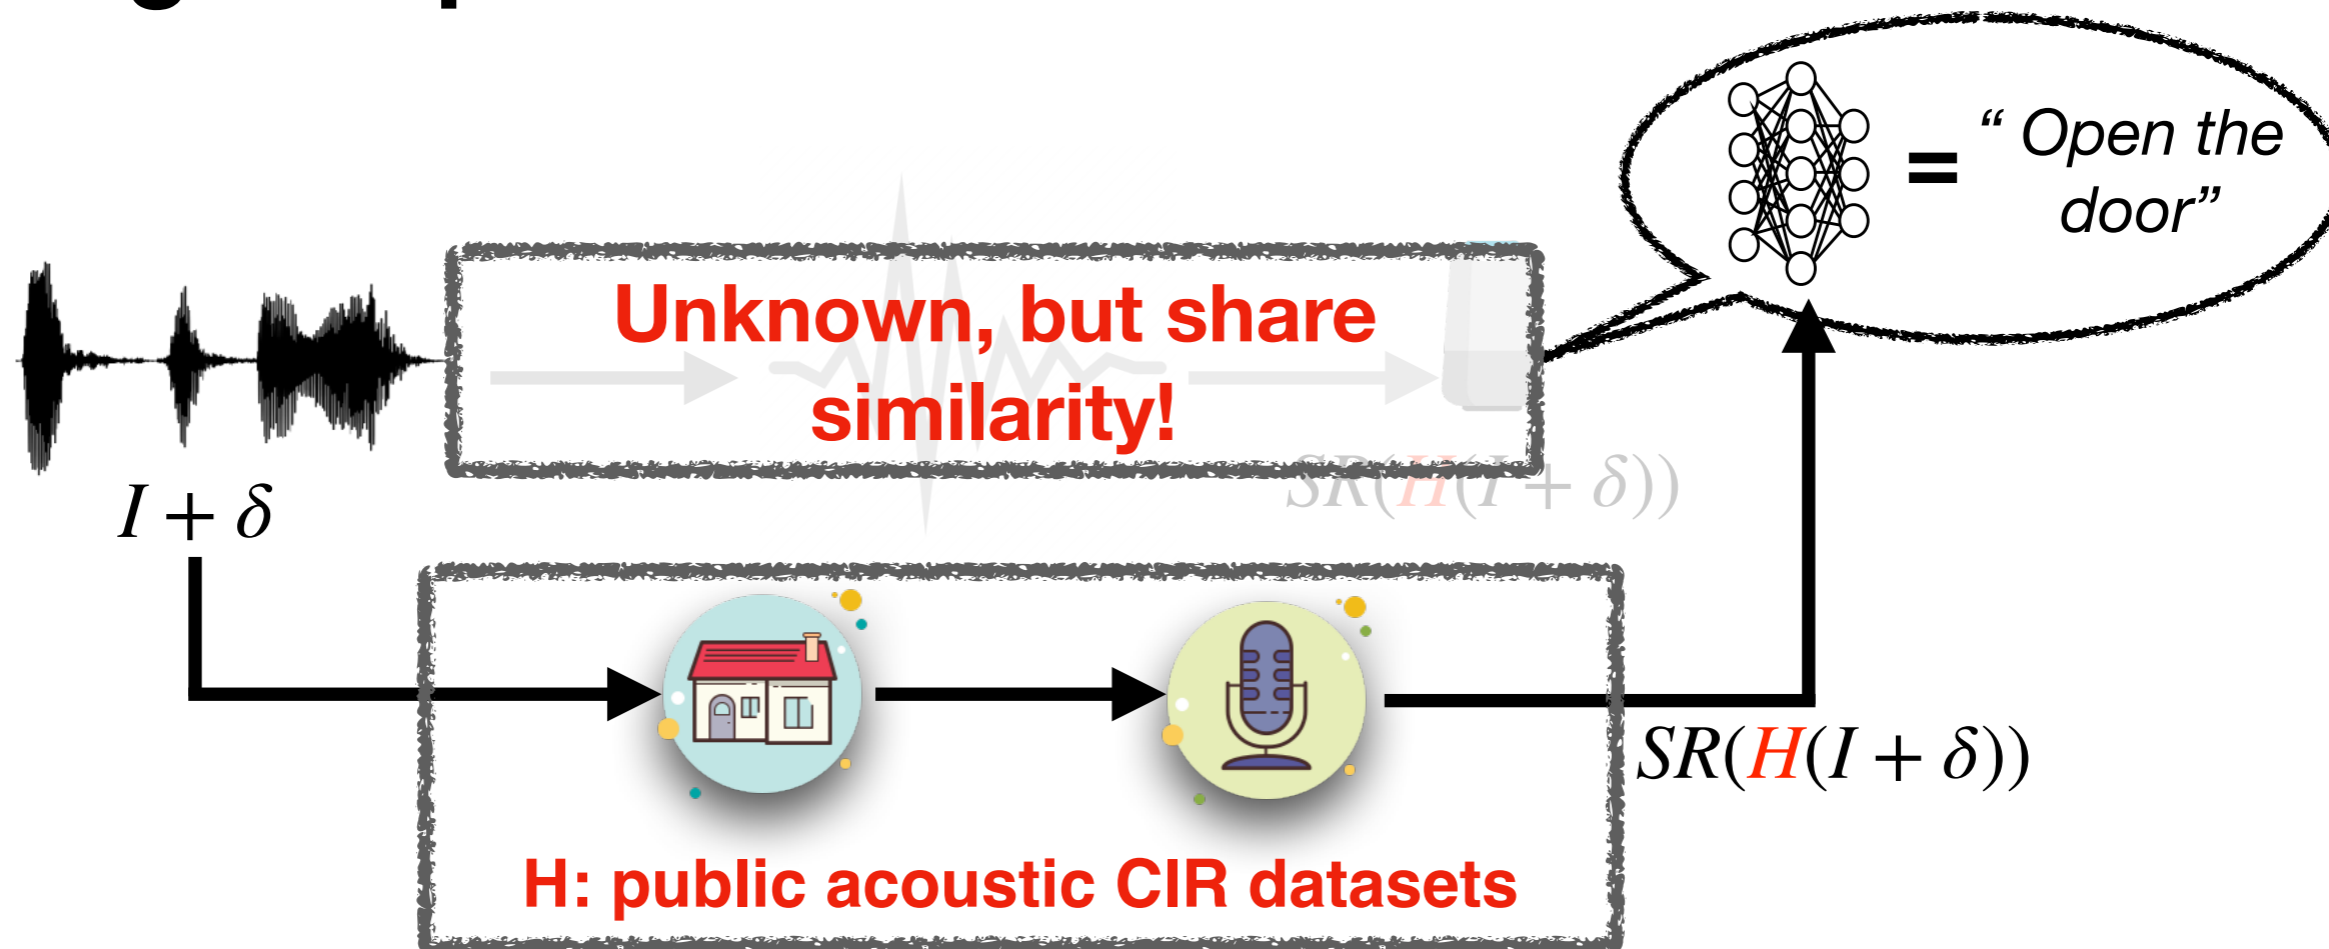 “ Open the
door”
=
Unknown, but share
similarity!
SR(H(I + δ))
I + δ
SR(H(I + δ))
H: public acoustic CIR datasets